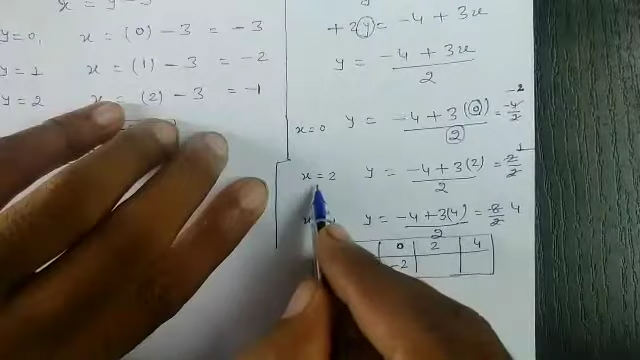 x = y - 3
y=0, x = (0) - 3 = -3
y=1 x = (1) - 3 = -2
y=2 x = (2) - 3 = -1
+2y = -4 + 3x
y = -4 + 3x / 2
x=0 y = -4 + 3(0) / 2 = -4/2 -2
x=2 y = -4 + 3(2) / 2 = 2/2 1
y = -4 + 3(4) / 2 = 8/2 4
0 2 4
-2